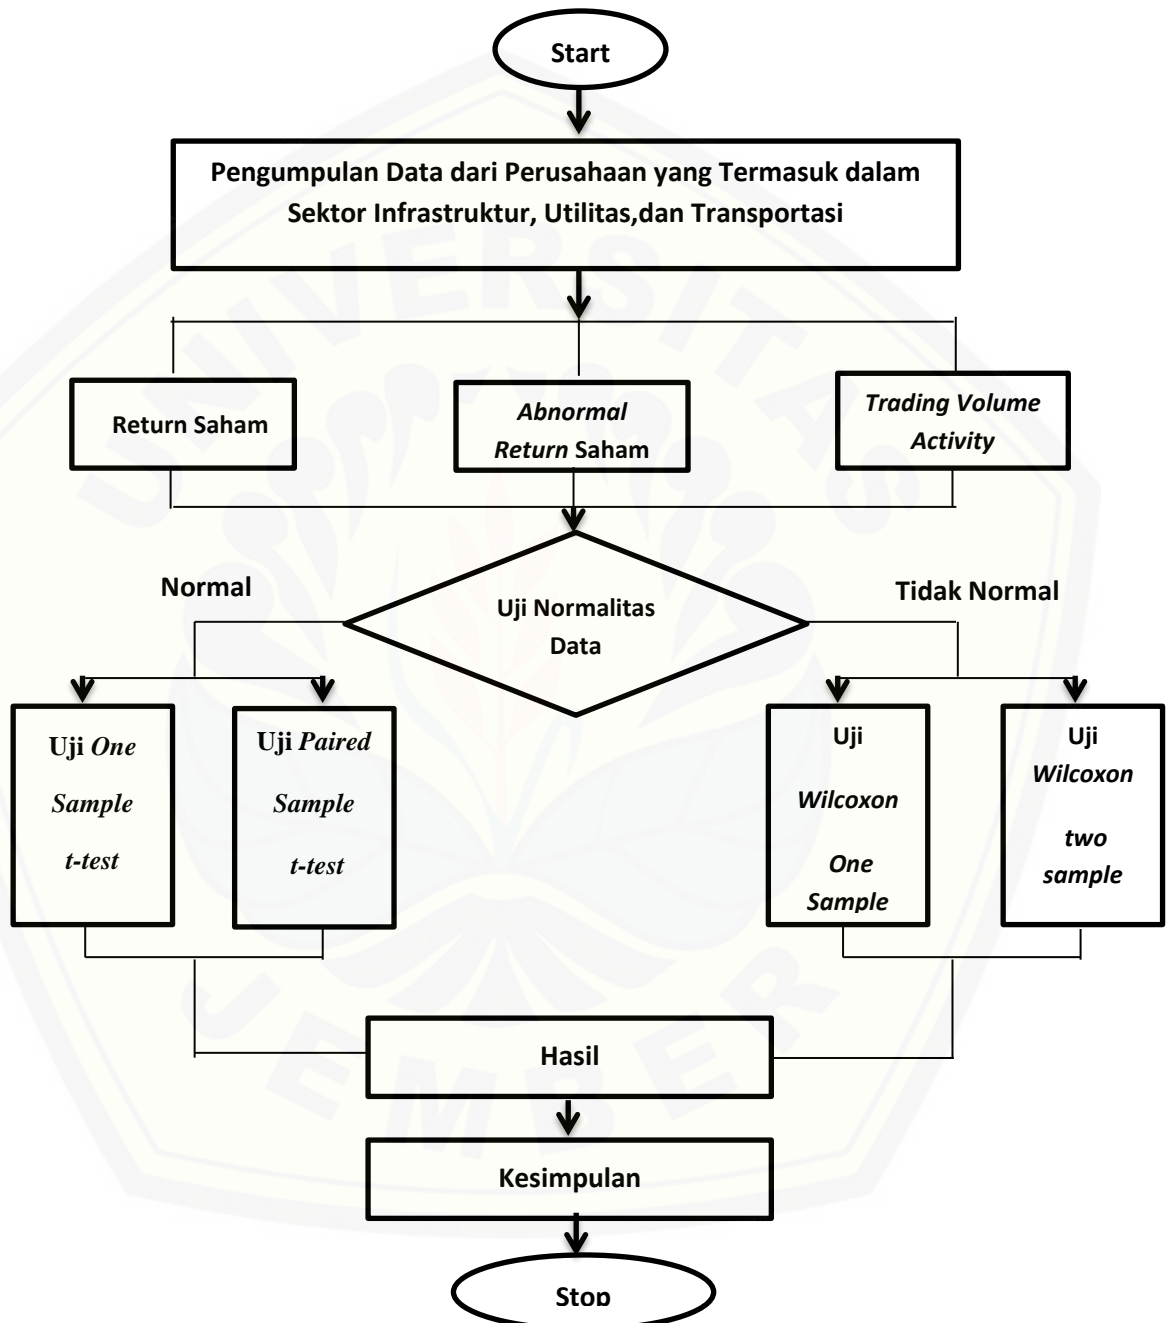 Start
Pengumpulan Data dari Perusahaan yang Termasuk dalam
Sektor Infrastruktur, Utilitas,dan Transportasi
Return Saham
Abnormal
Return Saham
Trading Volume
Activity
Normal
Uji Normalitas
Data
Tidak Normal
Uji One
Sample
t-test
Uji Paired
Sample
t-test
Uji
Wilcoxon
One
Sample
Uji
Wilcoxon
two
sample
Hasil
Kesimpulan
Stop
UNIVERSITAS
JEMBER